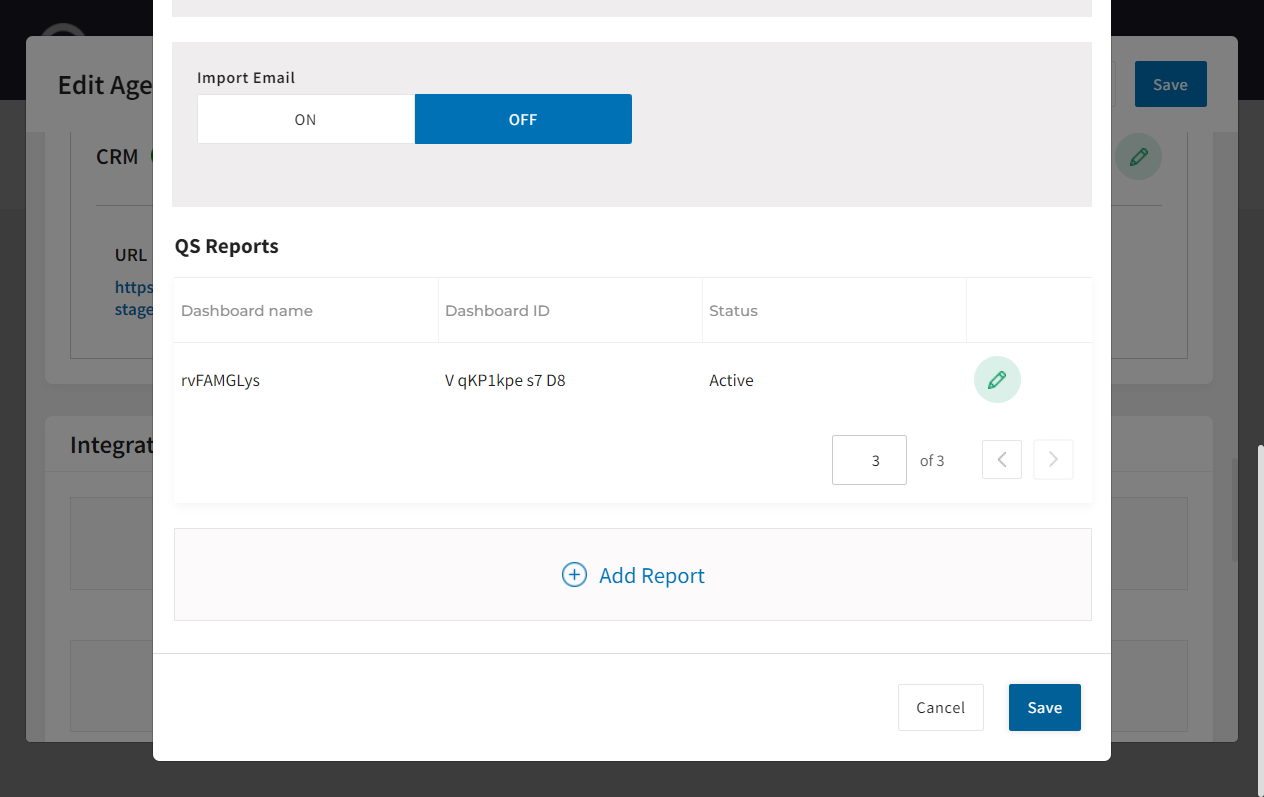 Edit Age
Save
CRM
URL
https
stage
Integrat
Import Email
ON
OFF
QS Reports
Dashboard name
Dashboard ID
Status
rvFAMGLys
V qKP1kpe s7 D8
Active
3
of 3
Add Report
Cancel
Save